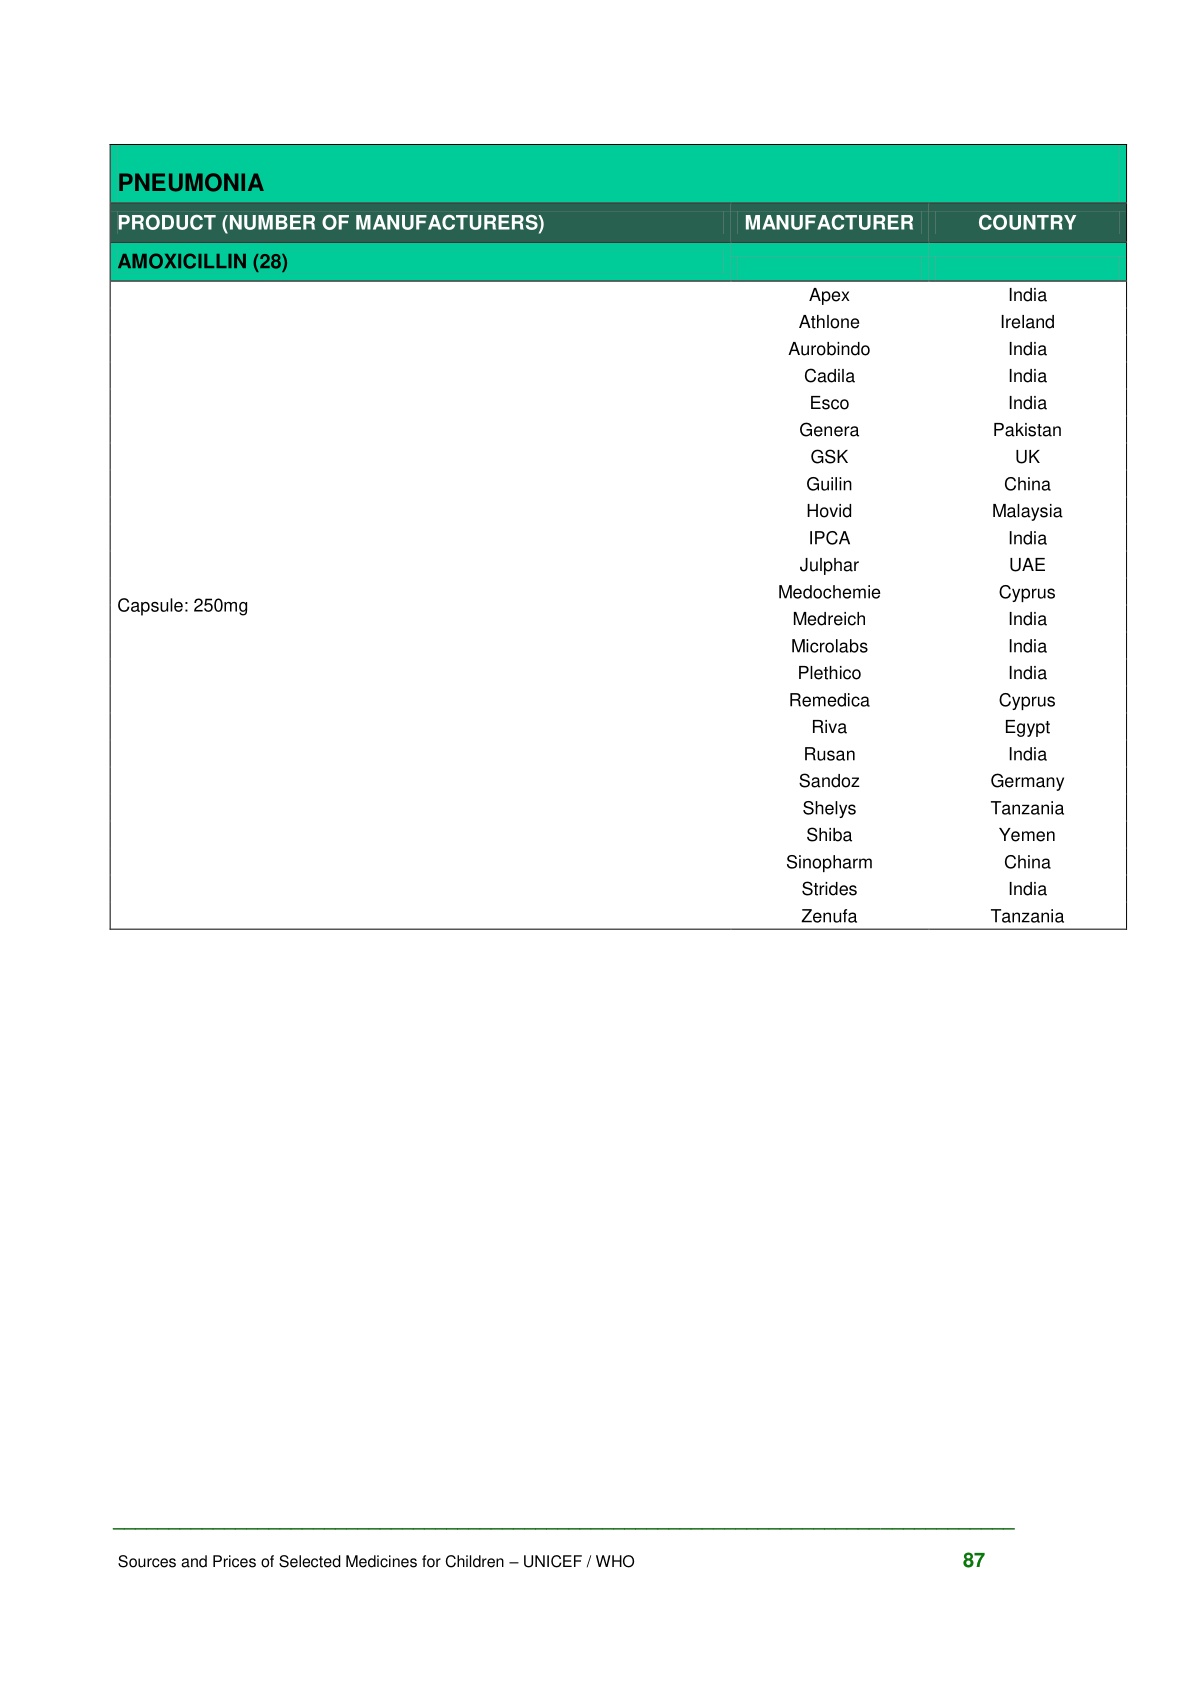 PNEUMONIA
PRODUCT (NUMBER OF MANUFACTURERS) MANUFACTURER COUNTRY
AMOXICILLIN (28)
Apex India
Athlone Ireland
Aurobindo India
Cadila India
Esco India
Genera Pakistan
GSK UK
Guilin China
Hovid Malaysia
IPCA India
Julphar UAE
Medochemie Cyprus
Capsule: 250mg
Medreich India
Microlabs India
Plethico India
Remedica Cyprus
Riva Egypt
Rusan India
Sandoz Germany
Shelys Tanzania
Shiba Yemen
Sinopharm China
Strides India
Zenufa Tanzania
Sources and Prices of Selected Medicines for Children – UNICEF / WHO 87